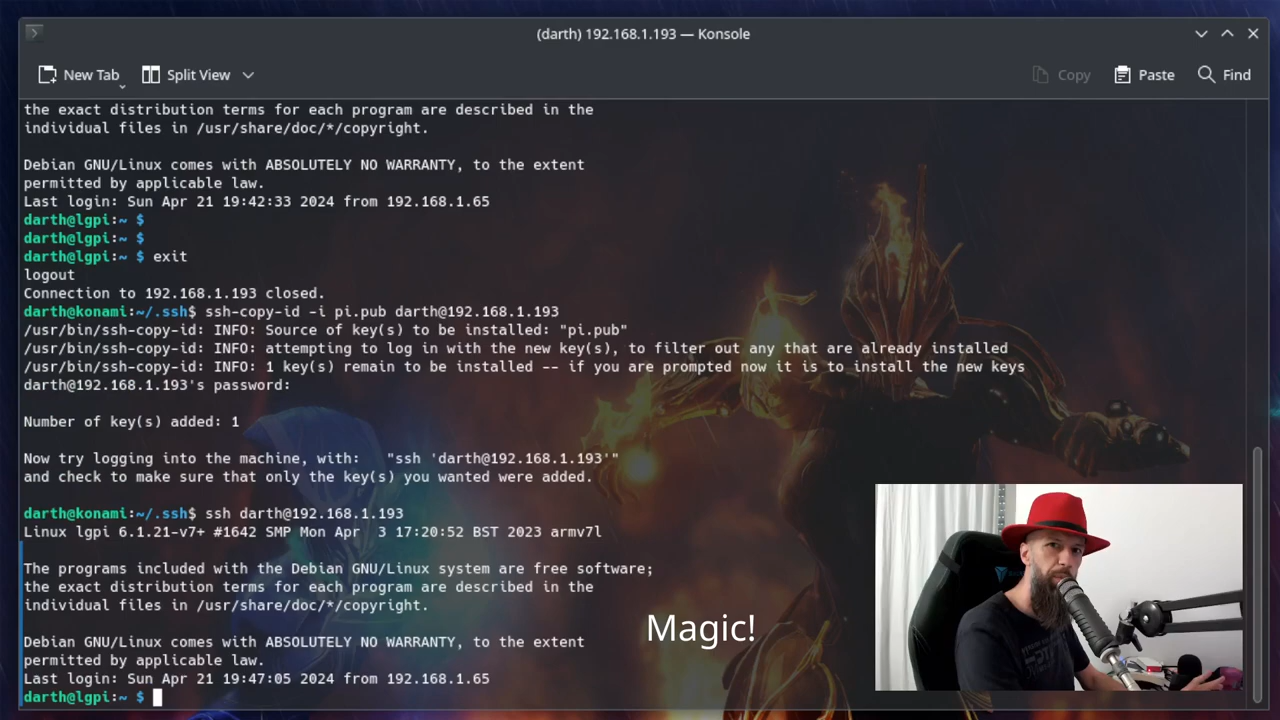 (darth) 192.168.1.193 — Konsole
New Tab
Split View
Copy
Paste
Find
the exact distribution terms for each program are described in the
individual files in /usr/share/doc/*/copyright.
Debian GNU/Linux comes with ABSOLUTELY NO WARRANTY, to the extent
permitted by applicable law.
Last login: Sun Apr 21 19:42:33 2024 from 192.168.1.65
darth@lgpi:~ $
darth@lgpi:~ $
darth@lgpi:~ $ exit
logout
Connection to 192.168.1.193 closed.
darth@konami:~/.ssh$ ssh-copy-id -i pi.pub darth@192.168.1.193
/usr/bin/ssh-copy-id: INFO: Source of key(s) to be installed: "pi.pub"
/usr/bin/ssh-copy-id: INFO: attempting to log in with the new key(s), to filter out any that are already installed
/usr/bin/ssh-copy-id: INFO: 1 key(s) remain to be installed -- if you are prompted now it is to install the new keys
darth@192.168.1.193's password:
Number of key(s) added: 1
Now try logging into the machine, with:   "ssh 'darth@192.168.1.193'"
and check to make sure that only the key(s) you wanted were added.
darth@konami:~/.ssh$ ssh darth@192.168.1.193
Linux lgpi 6.1.21-v7+ #1642 SMP Mon Apr  3 17:20:52 BST 2023 armv7l
The programs included with the Debian GNU/Linux system are free software;
the exact distribution terms for each program are described in the
individual files in /usr/share/doc/*/copyright.
Debian GNU/Linux comes with ABSOLUTELY NO WARRANTY, to the extent
permitted by applicable law.
Last login: Sun Apr 21 19:47:05 2024 from 192.168.1.65
darth@lgpi:~ $
Magic!